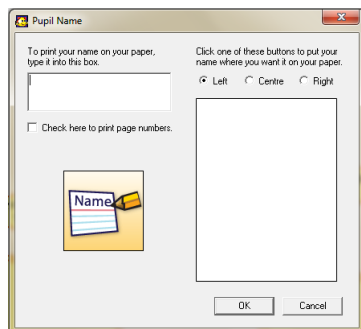 Pupil Name
To print your name on your paper,
type it into this box.
Check here to print page numbers.
Name
Click one of these buttons to put your
name where you want it on your paper.
Left Centre Right
OK Cancel